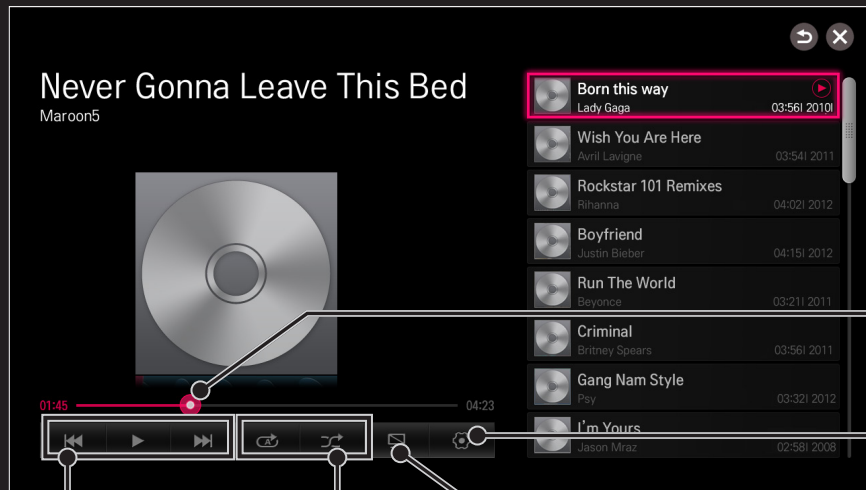 Never Gonna Leave This Bed
Maroon5
Born this way
Lady Gaga
03:56| 2010|
Wish You Are Here
Avril Lavigne
03:54| 2011
Rockstar 101 Remixes
Rihanna
04:02| 2012
Boyfriend
Justin Bieber
04:15| 2012
Run The World
Beyonce
03:21| 2011
Criminal
Britney Spears
03:56| 2011
Gang Nam Style
Psy
03:32| 2012
I'm Yours
Jason Mraz
02:58| 2008
01:45
04:23
A